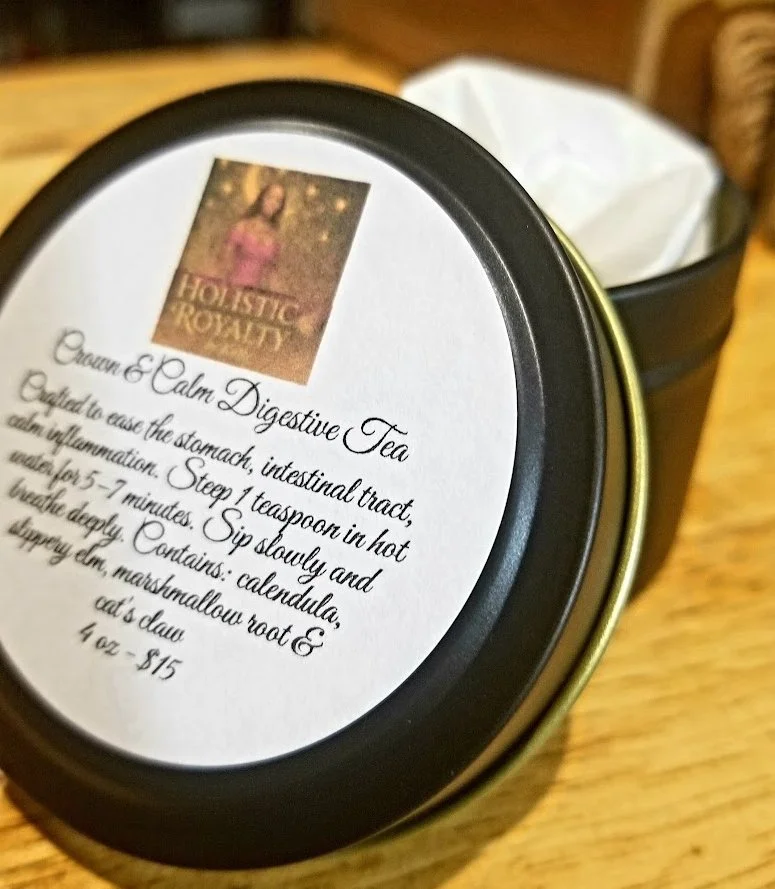 HOLISTIC
ROYALTY
Crown & Calm Digestive Tea
Crafted to ease the stomach, intestinal tract,
calm inflammation. Steep 1 teaspoon in hot
water for 5-7 minutes. Sip slowly and
breathe deeply. Contains: calendula,
slippery elm, marshmallow root &
cat's claw
4 oz - $15